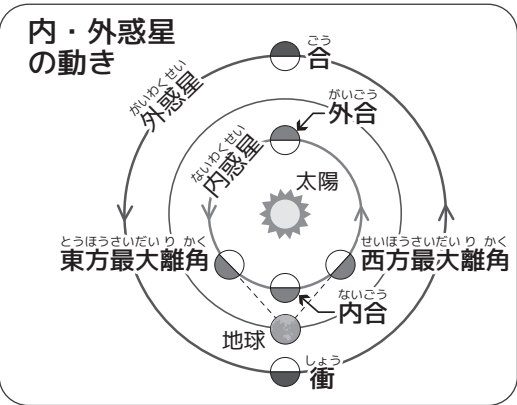 内・外惑星
の動き
ごう
合
がいわくせい
外惑星
がいごう
外合
ないわくせい
内惑星
太陽
とうほうさいだいりかく
東方最大離角
せいほうさいだいりかく
西方最大離角
ないごう
内合
地球
しょう
衝